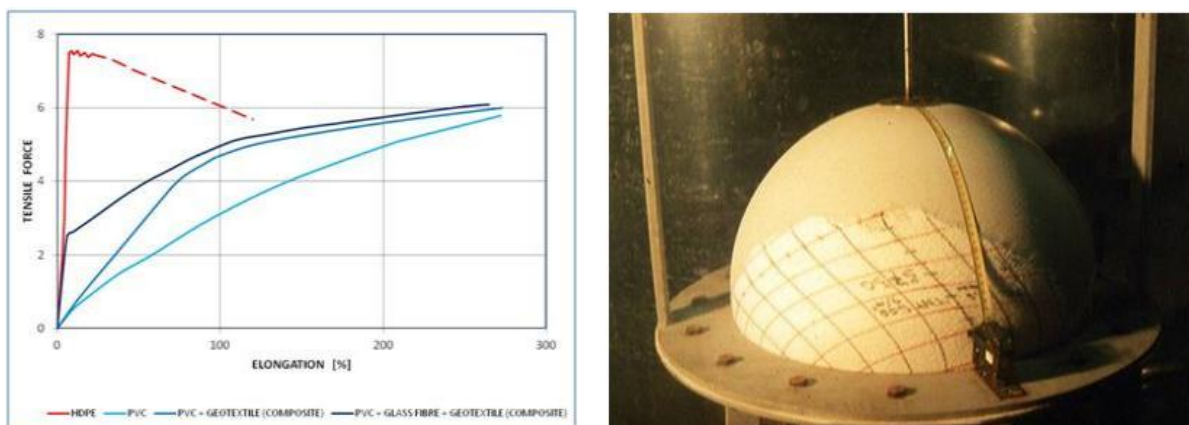 TENSILE FORCE
8
6
4
2
0
0 100 200 300
ELONGATION [%]
HDPE PVC PVC + GEOTEXTILE (COMPOSITE) PVC + GLASS FIBRE + GEOTEXTILE (COMPOSITE)